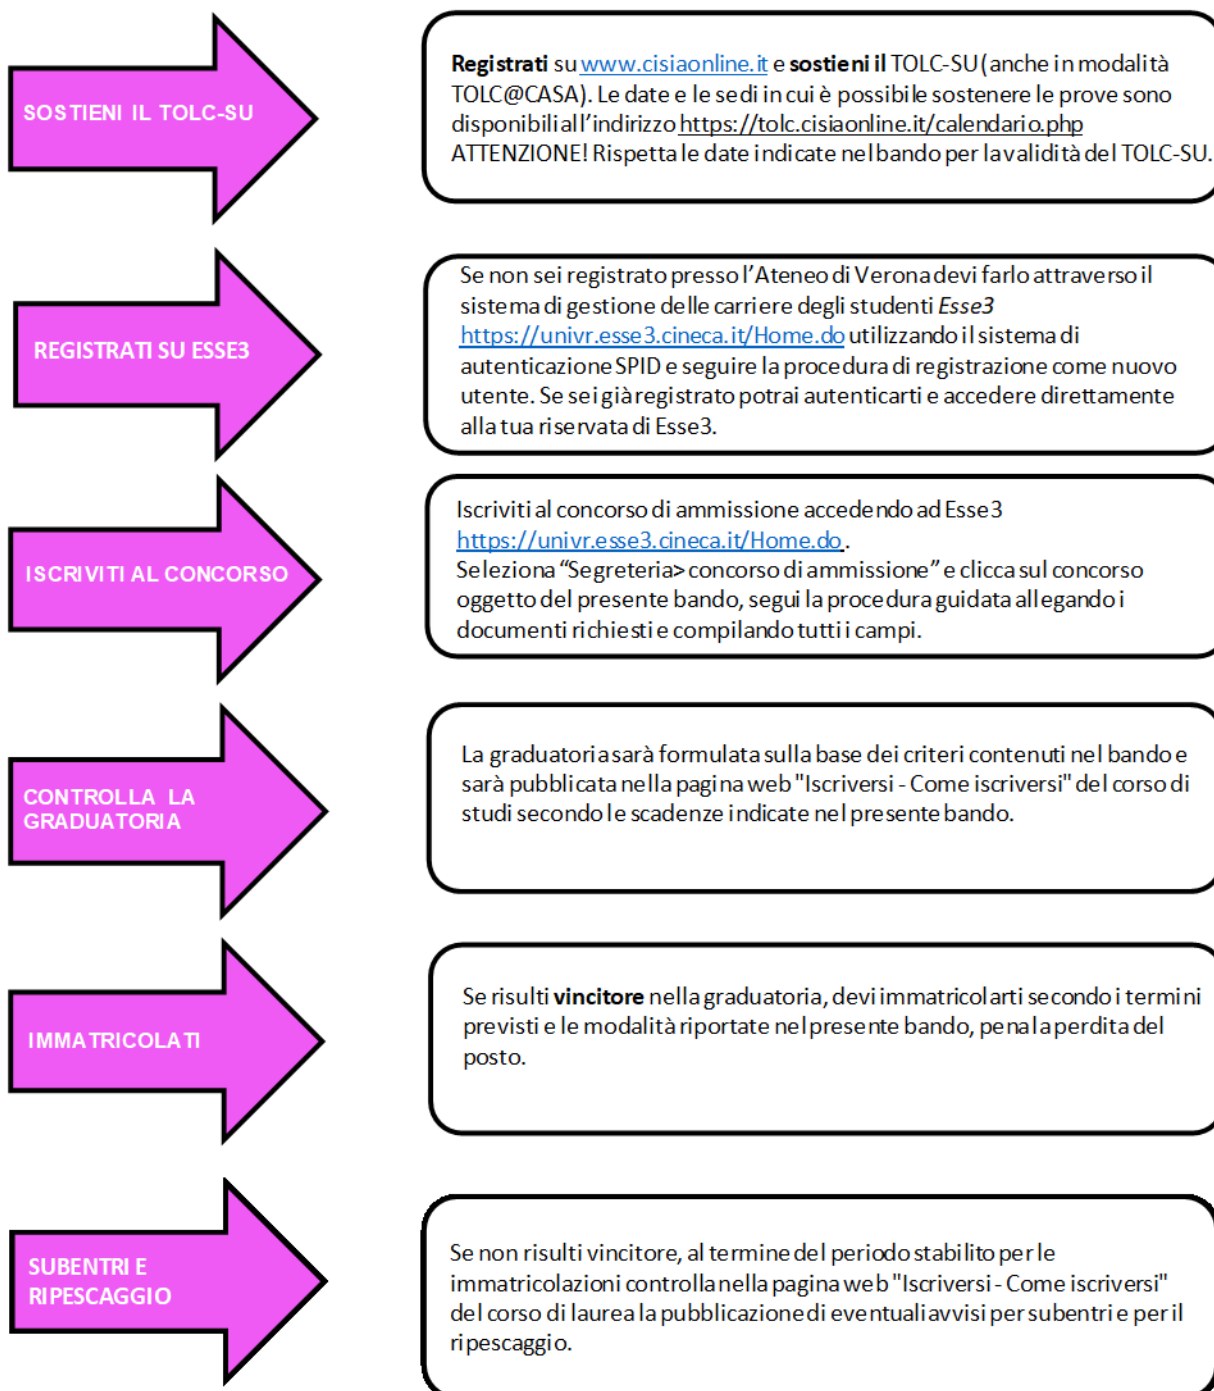 SOSTIENI IL TOLC-SU
Registrati su www.cisiaonline.it e sostieni il TOLC-SU (anche in modalità
TOLC@CASA). Le date e le sedi in cui è possibile sostenere le prove sono
disponibili all'indirizzo https://tolc.cisiaonline.it/calendario.php
ATTENZIONE! Rispetta le date indicate nel bando per la validità del TOLC-SU.
REGISTRATI SU ESSE3
Se non sei registrato presso l'Ateneo di Verona devi farlo attraverso il
sistema di gestione delle carriere degli studenti Esse3
https://univr.esse3.cineca.it/Home.do utilizzando il sistema di
autenticazione SPID e seguire la procedura di registrazione come nuovo
utente. Se sei già registrato potrai autenticarti e accedere direttamente
alla tua riservata di Esse3.
ISCRIVITI AL CONCORSO
Iscriviti al concorso di ammissione accedendo ad Esse3
https://univr.esse3.cineca.it/Home.do .
Seleziona “Segreteria> concorso di ammissione” e clicca sul concorso
oggetto del presente bando, segui la procedura guidata allegando i
documenti richiesti e compilando tutti i campi.
CONTROLLA LA
GRADUATORIA
La graduatoria sarà formulata sulla base dei criteri contenuti nel bando e
sarà pubblicata nella pagina web "Iscriversi - Come iscriversi" del corso di
studi secondo le scadenze indicate nel presente bando.
IMMATRICOLATI
Se risulti vincitore nella graduatoria, devi immatricolarti secondo i termini
previsti e le modalità riportate nel presente bando, pena la perdita del
posto.
SUBENTRI E
RIPESCAGGIO
Se non risulti vincitore, al termine del periodo stabilito per le
immatricolazioni controlla nella pagina web "Iscriversi - Come iscriversi"
del corso di laurea la pubblicazione di eventuali avvisi per subentri e per il
ripescaggio.